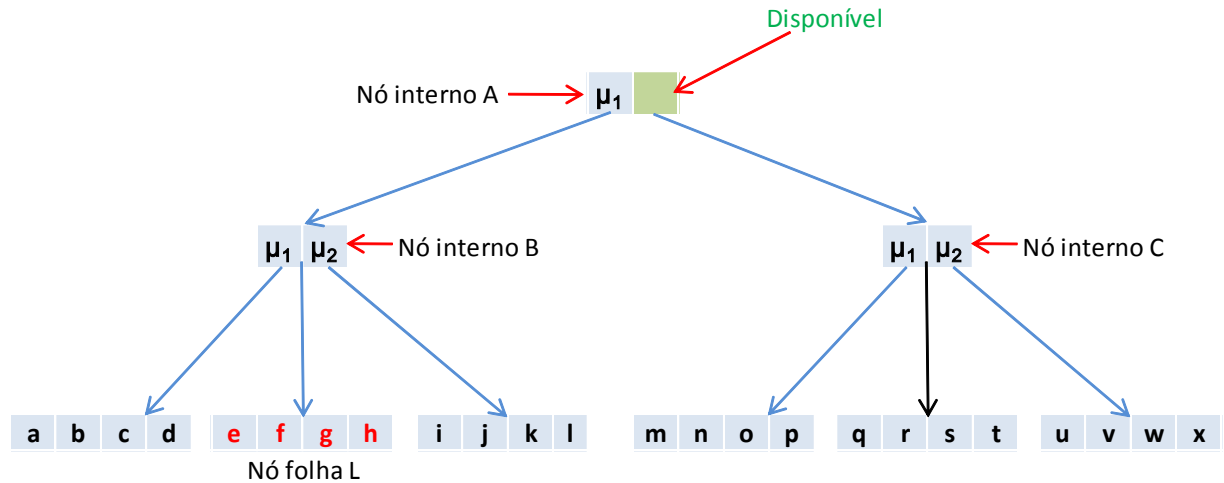 Disponível
Nó interno A
μ₁
μ₁ μ₂
Nó interno B
μ₁ μ₂
Nó interno C
a b c d
e f g h
i j k l
m n o p
q r s t
u v w x
Nó folha L